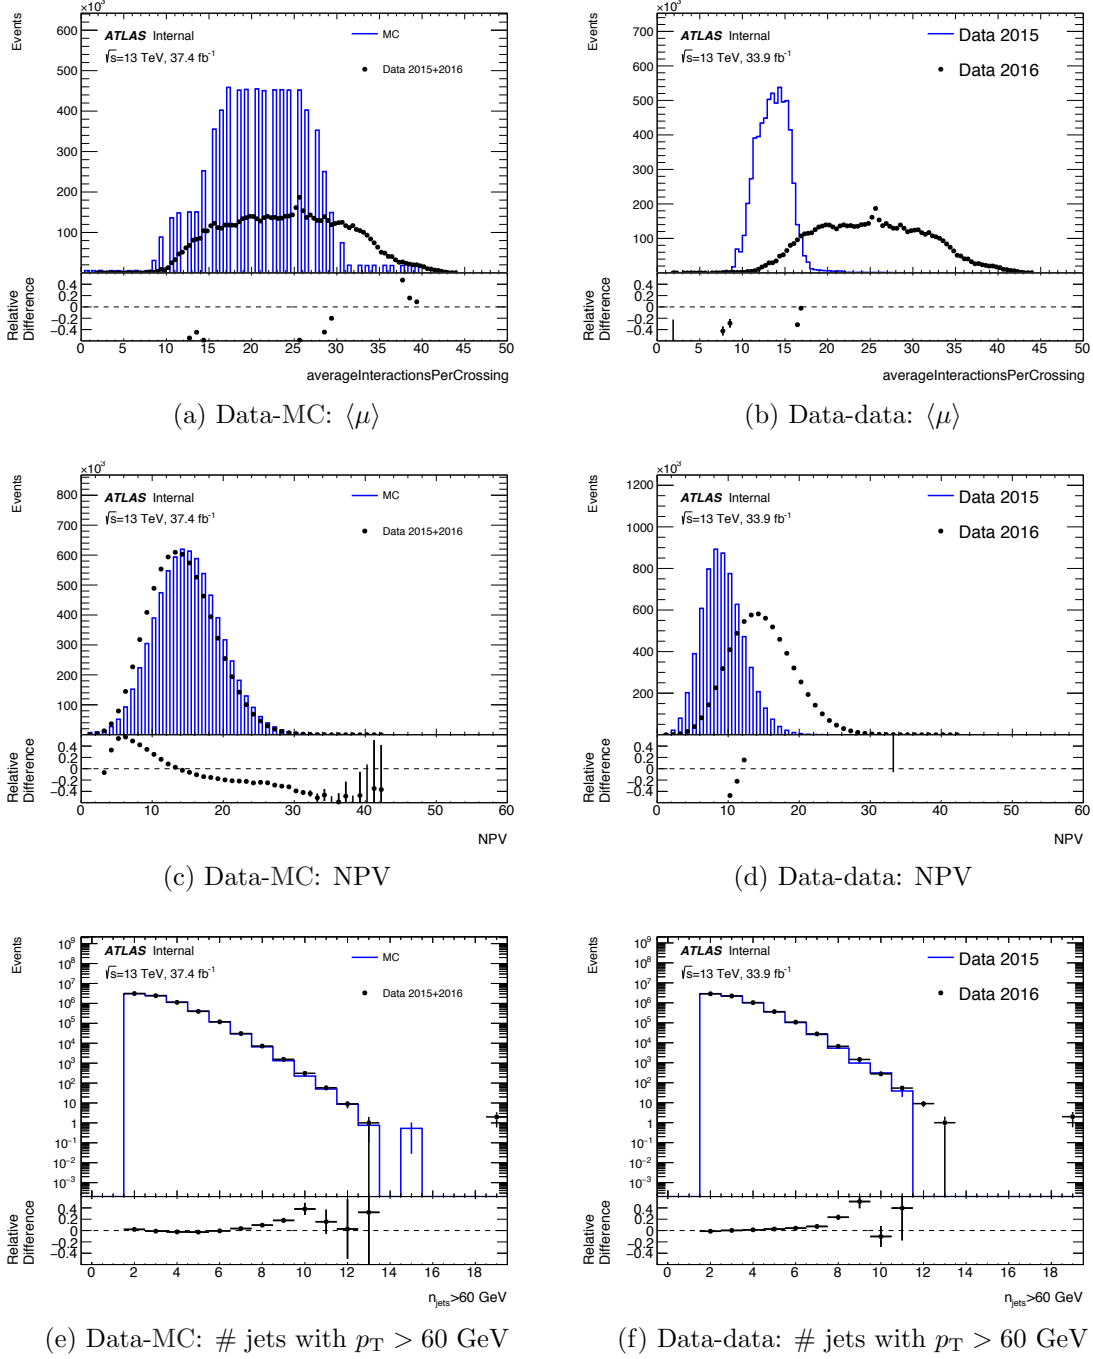 ×10³ ×10³
Events Events
600 700
ATLAS Internal MC ATLAS Internal Data 2015
√s=13 TeV, 37.4 fb⁻¹ √s=13 TeV, 33.9 fb⁻¹
500 600
Data 2015+2016 Data 2016
400 500
300 400
200 300
100 200
100
0.4 0.4
0.2 0.2
0 0
−0.2 −0.2
−0.4 −0.4
Relative Difference Relative Difference
0 5 10 15 20 25 30 35 40 45 50 0 5 10 15 20 25 30 35 40 45 50
averageInteractionsPerCrossing averageInteractionsPerCrossing
(a) Data-MC: ⟨μ⟩ (b) Data-data: ⟨μ⟩
×10³ ×10³
Events Events
800 1200
ATLAS Internal MC ATLAS Internal Data 2015
√s=13 TeV, 37.4 fb⁻¹ √s=13 TeV, 33.9 fb⁻¹
700 1000
Data 2015+2016 Data 2016
600 800
500 600
400 400
300 200
200
100
0.4 0.4
0.2 0.2
0 0
−0.2 −0.2
−0.4 −0.4
Relative Difference Relative Difference
0 10 20 30 40 50 60 0 10 20 30 40 50 60
NPV NPV
(c) Data-MC: NPV (d) Data-data: NPV
Events Events
10⁹ 10⁹
ATLAS Internal MC ATLAS Internal Data 2015
10⁸ 10⁸
√s=13 TeV, 37.4 fb⁻¹ √s=13 TeV, 33.9 fb⁻¹
10⁷ 10⁷
Data 2015+2016 Data 2016
10⁶ 10⁶
10⁵ 10⁵
10⁴ 10⁴
10³ 10³
10² 10²
10 10
1 1
10⁻¹ 10⁻¹
10⁻² 10⁻²
10⁻³ 10⁻³
0.4 0.4
0.2 0.2
0 0
−0.2 −0.2
−0.4 −0.4
Relative Difference Relative Difference
0 2 4 6 8 10 12 14 16 18 0 2 4 6 8 10 12 14 16 18
n_jets>60 GeV n_jets>60 GeV
(e) Data-MC: # jets with p_T > 60 GeV (f) Data-data: # jets with p_T > 60 GeV